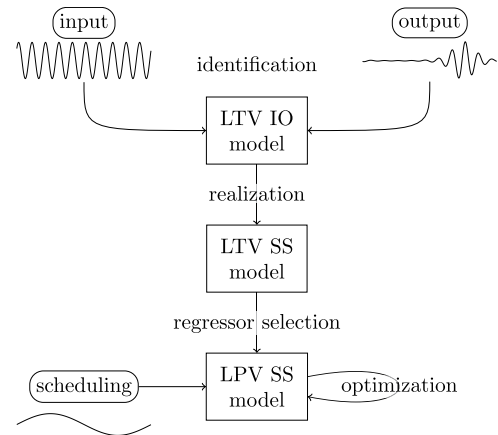 input
output
identification
LTV IO
model
realization
LTV SS
model
regressor selection
scheduling
LPV SS
model
optimization